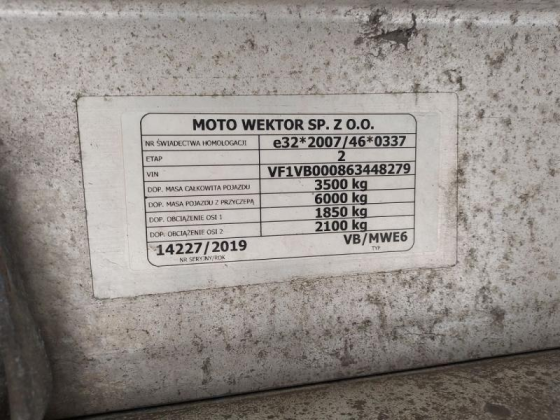 MOTO WEKTOR SP. Z O.O.
NR ŚWIADECTWA HOMOLOGACJI e32*2007/46*0337
ETAP 2
VIN VF1VB000863448279
DOP. MASA CAŁKOWITA POJAZDU 3500 kg
DOP. MASA POJAZDU Z PRZYCZEPĄ 6000 kg
DOP. OBCIĄŻENIE OSI 1 1850 kg
DOP. OBCIĄŻENIE OSI 2 2100 kg
14227/2019 VB/MWE6
NR SERYJNY/ROK TYP